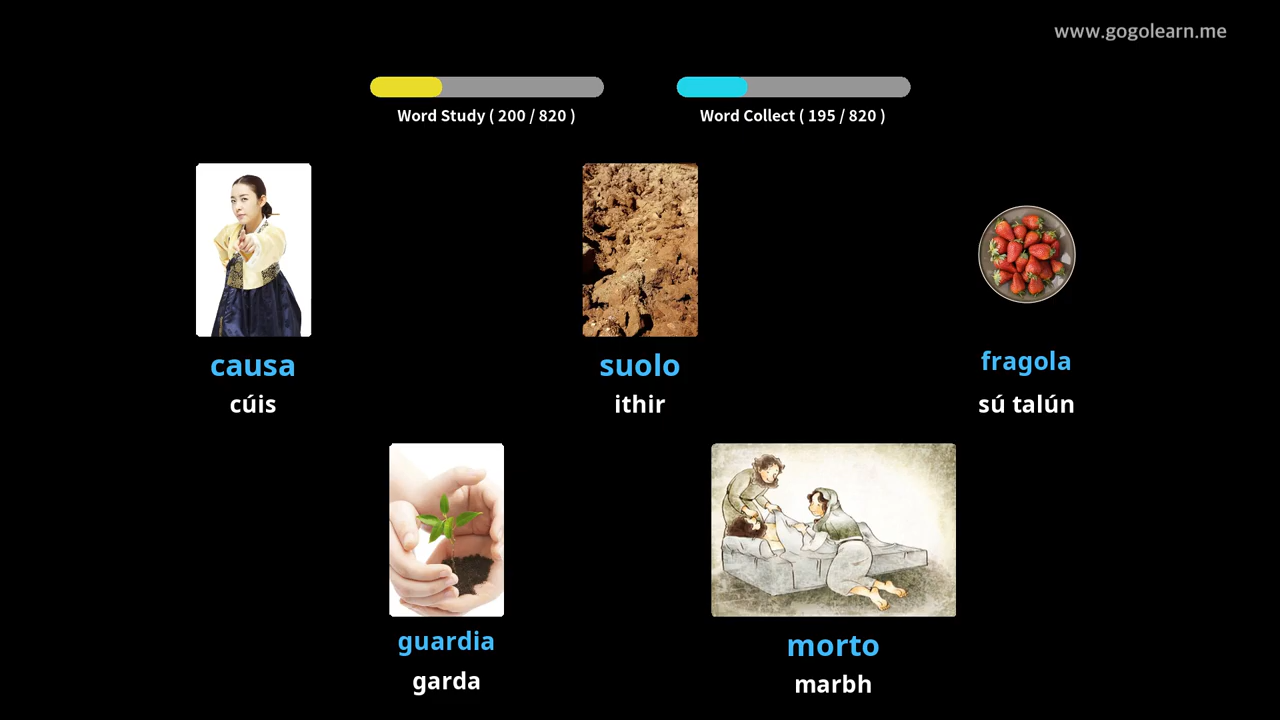 www.gogolearn.me
Word Study ( 200 / 820 )
Word Collect ( 195 / 820 )
causa
cúis
suolo
ithir
fragola
sú talún
guardia
garda
morto
marbh